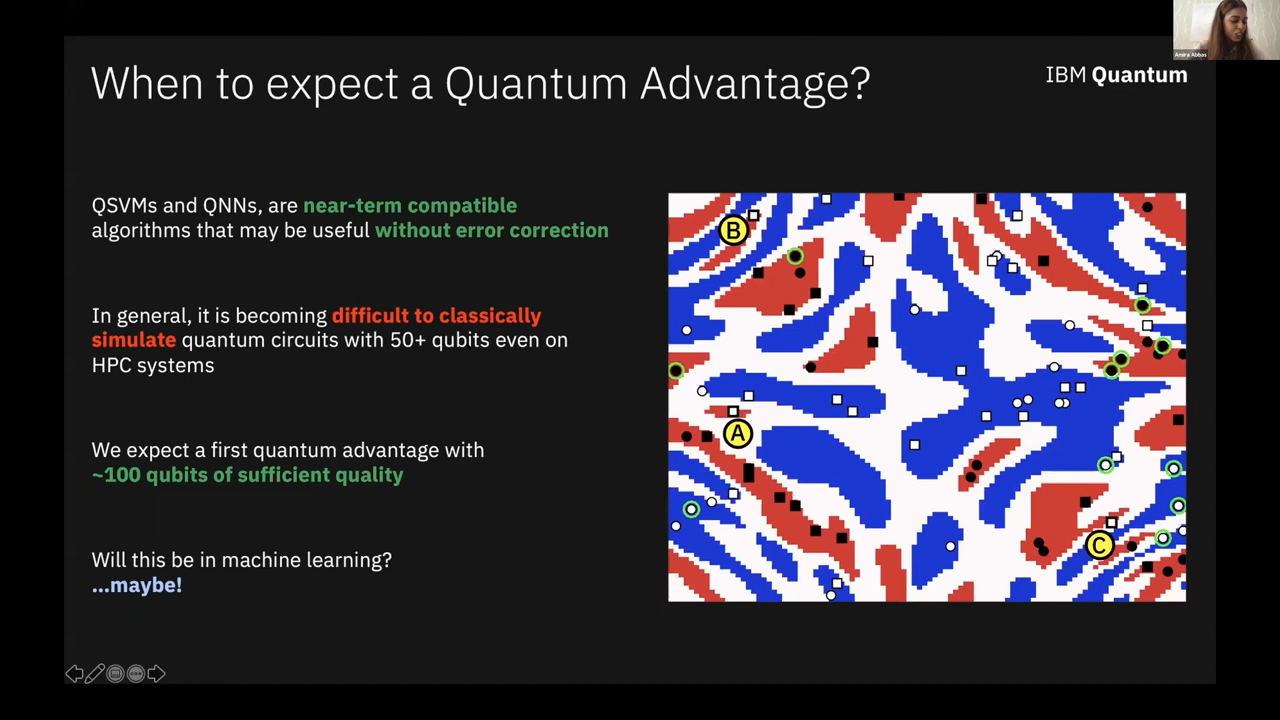 Amira Abbas
When to expect a Quantum Advantage?
IBM Quantum
QSVMs and QNNs, are near-term compatible
algorithms that may be useful without error correction
In general, it is becoming difficult to classically
simulate quantum circuits with 50+ qubits even on
HPC systems
We expect a first quantum advantage with
~100 qubits of sufficient quality
Will this be in machine learning?
...maybe!
B
A
C